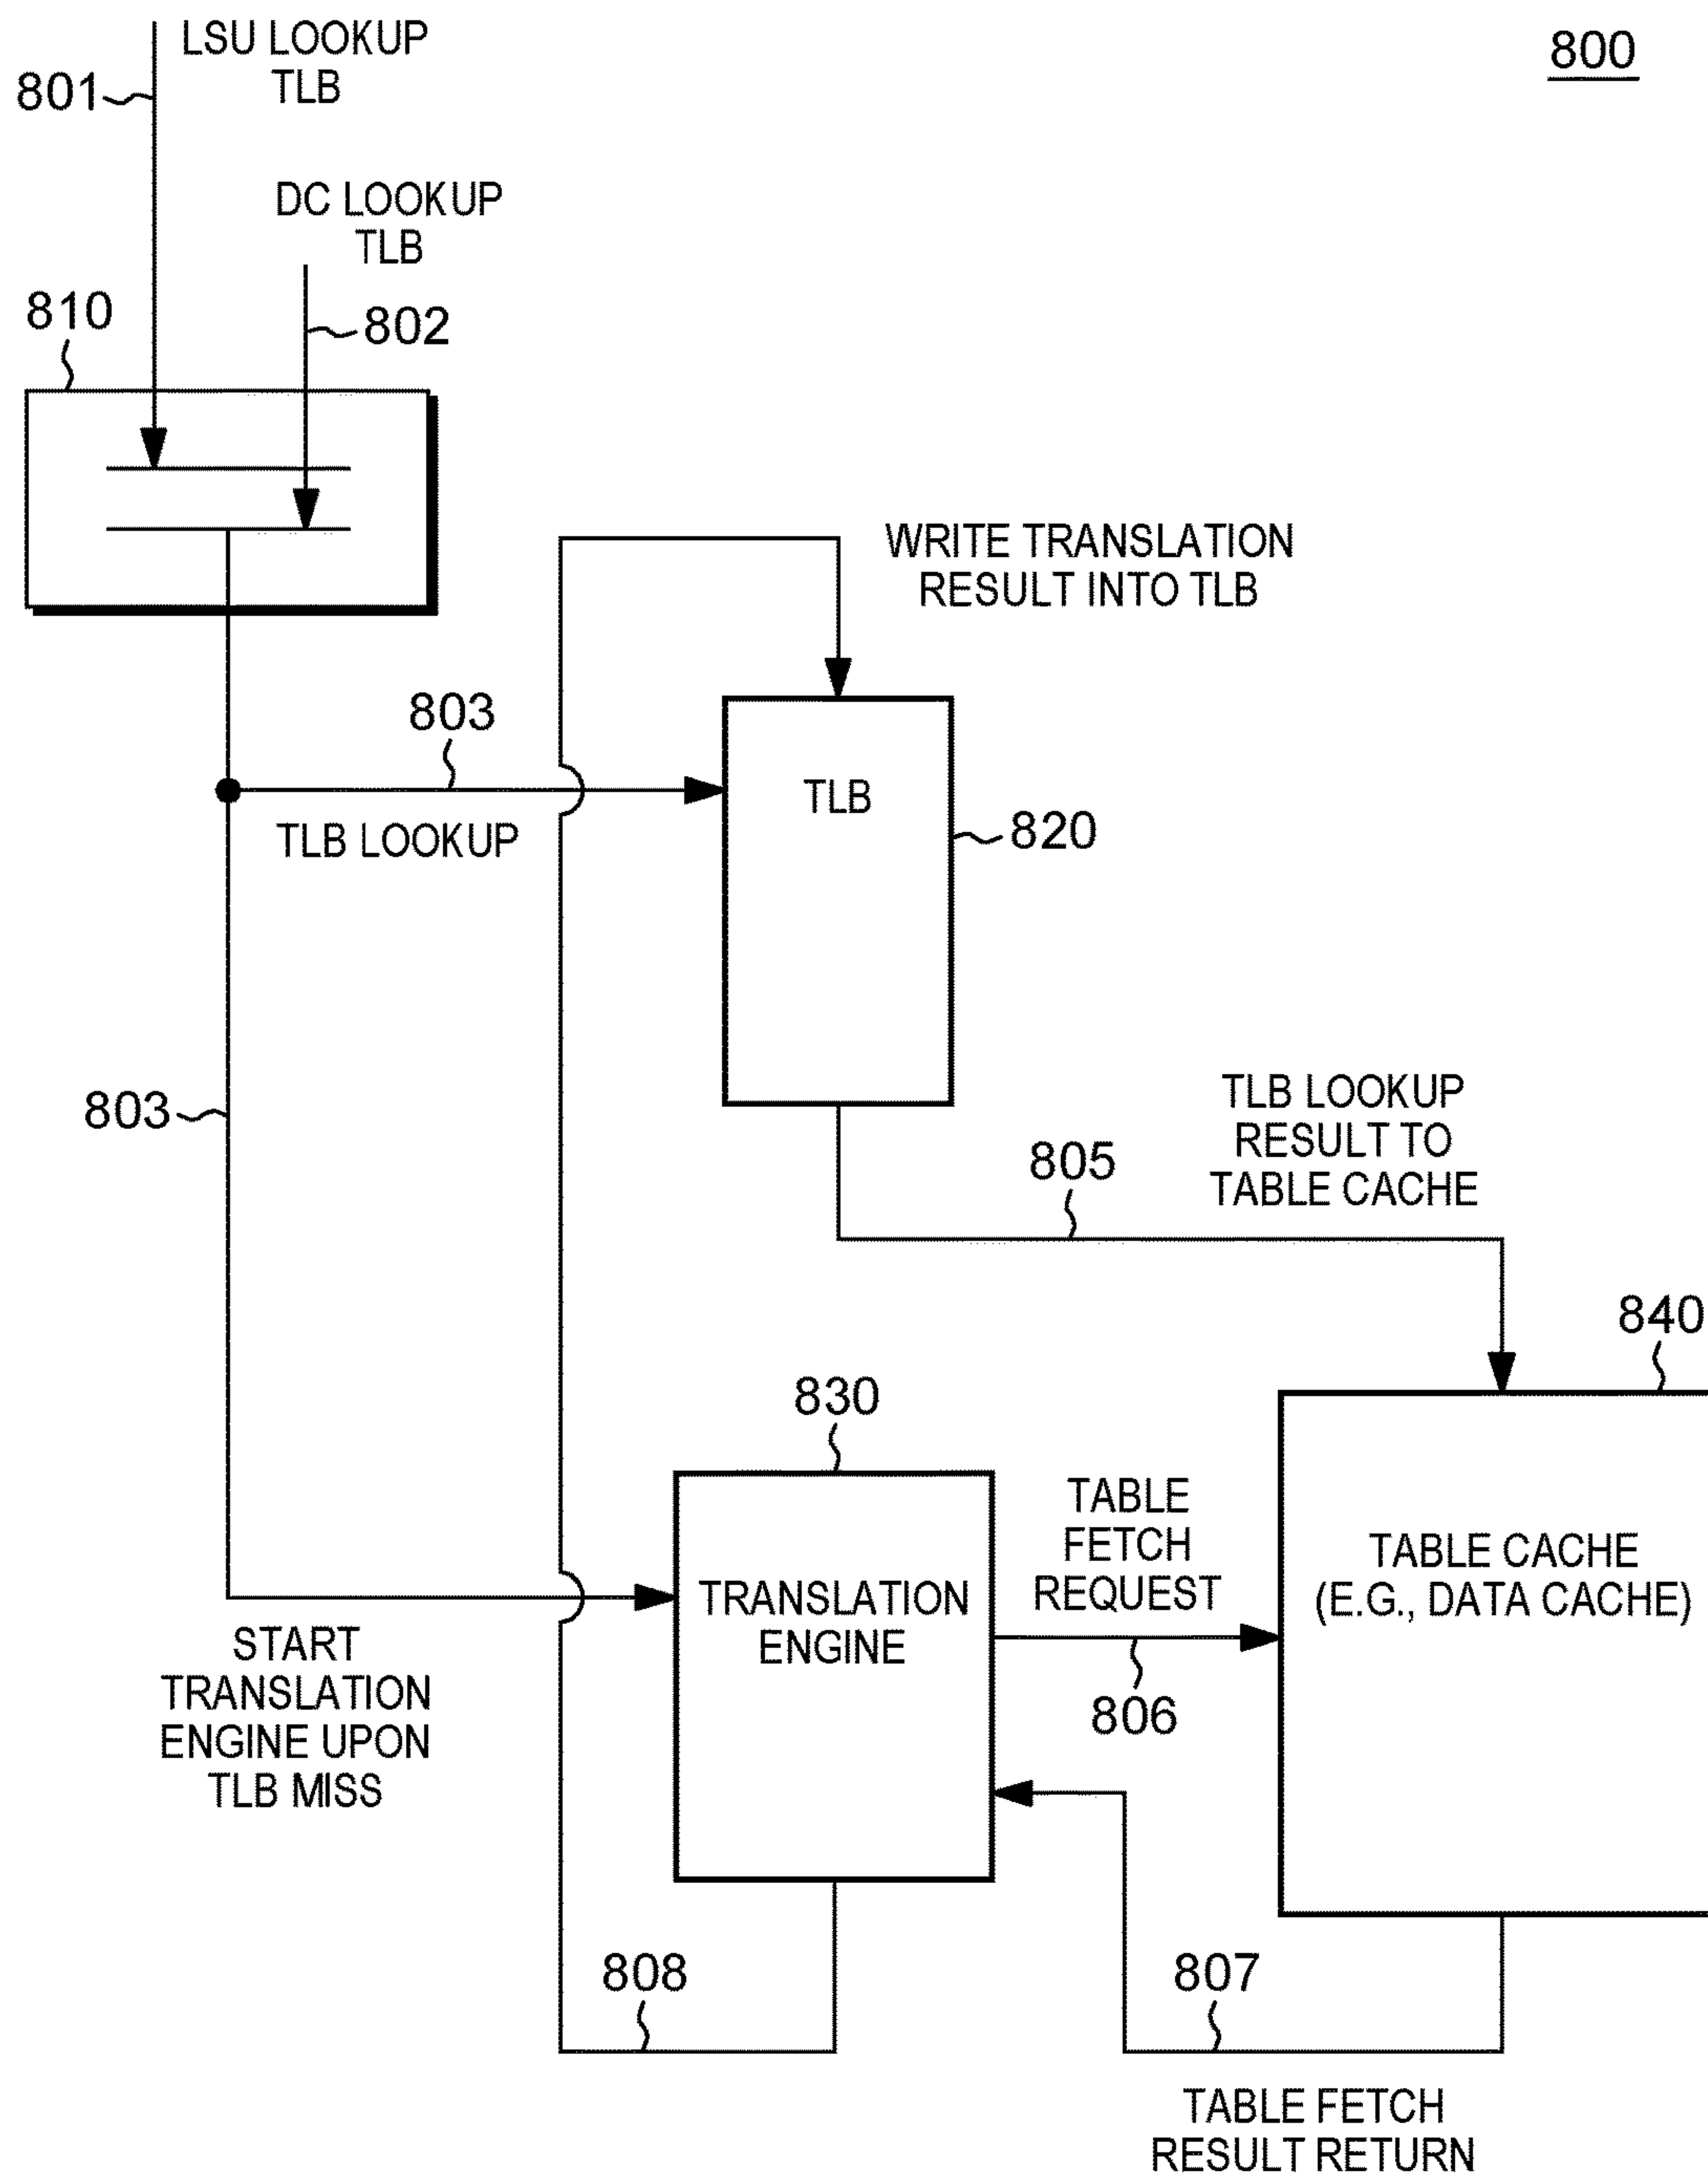 LSU LOOKUP
TLB
800
801
DC LOOKUP
TLB
802
810
WRITE TRANSLATION
RESULT INTO TLB
803
TLB LOOKUP
TLB
820
803
TLB LOOKUP
RESULT TO
TABLE CACHE
805
840
830
TABLE
FETCH
REQUEST
TRANSLATION
ENGINE
TABLE CACHE
(E.G., DATA CACHE)
806
START
TRANSLATION
ENGINE UPON
TLB MISS
808
807
TABLE FETCH
RESULT RETURN